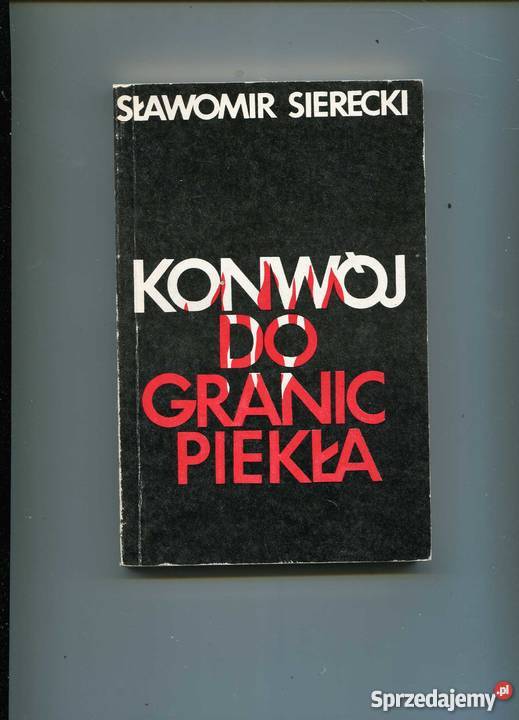 SŁAWOMIR SIERECKI
KONWÓJ
DO
GRANIC
PIEKŁA
Sprzedajemy.pl